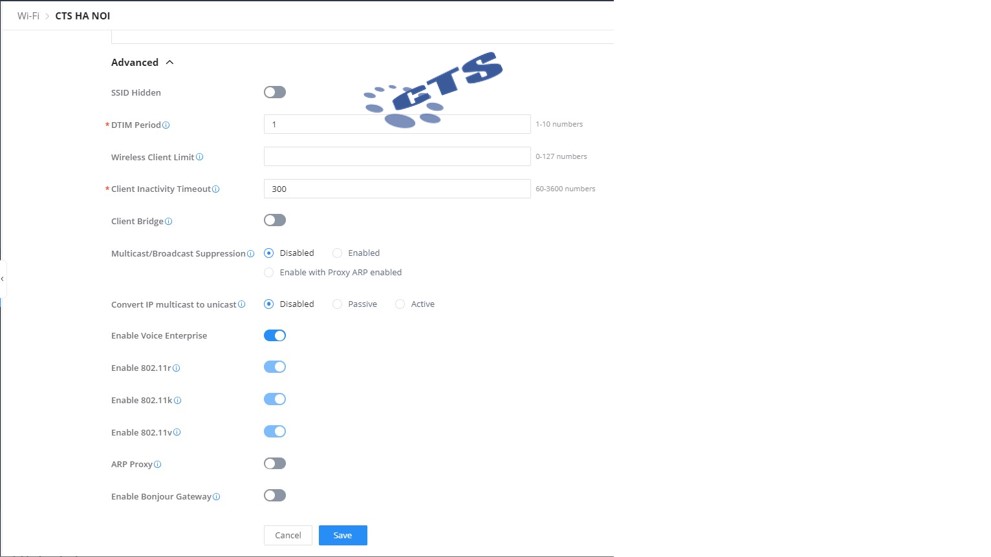 Wi-Fi > CTS HA NOI
Advanced
CTS
SSID Hidden
* DTIM Period 1 1-10 numbers
Wireless Client Limit 0-127 numbers
* Client Inactivity Timeout 300 60-3600 numbers
Client Bridge
Multicast/Broadcast Suppression Disabled Enabled
Enable with Proxy ARP enabled
Convert IP multicast to unicast Disabled Passive Active
Enable Voice Enterprise
Enable 802.11r
Enable 802.11k
Enable 802.11v
ARP Proxy
Enable Bonjour Gateway
Cancel Save